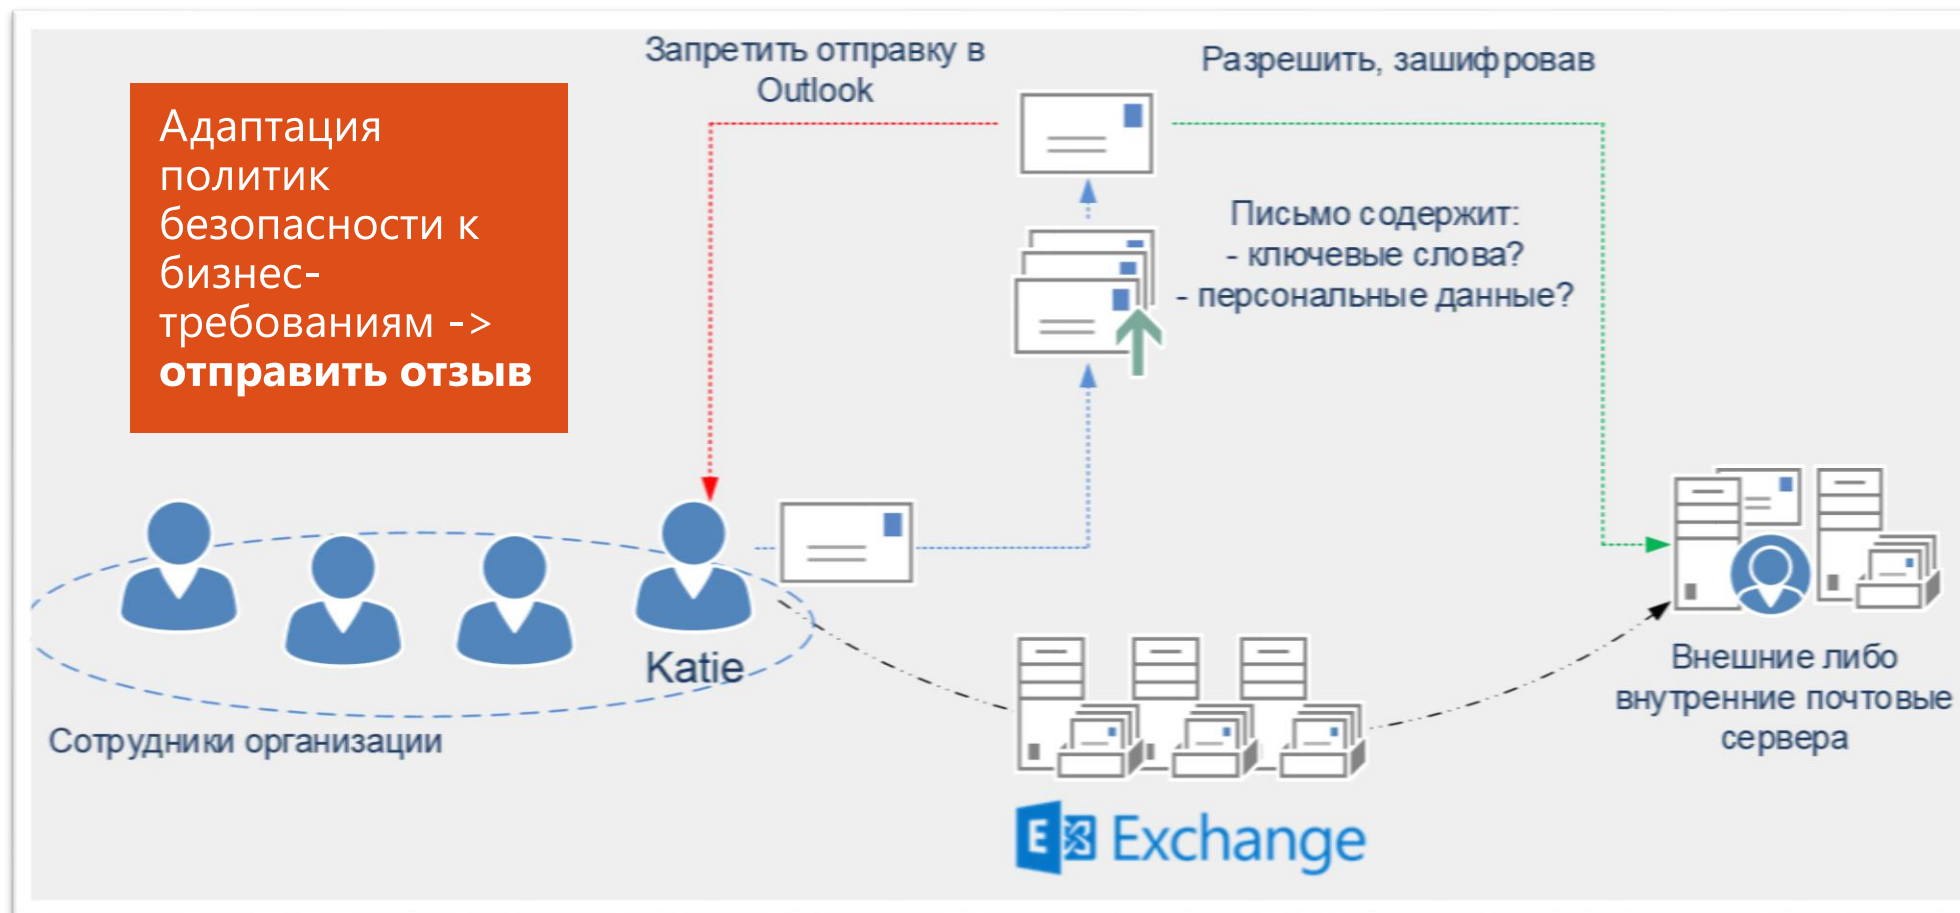 Запретить отправку в
Outlook
Разрешить, зашифровав
Адаптация
политик
безопасности к
бизнес-
требованиям ->
отправить отзыв
Письмо содержит:
- ключевые слова?
- персональные данные?
Katie
Сотрудники организации
Внешние либо
внутренние почтовые
сервера
E Exchange